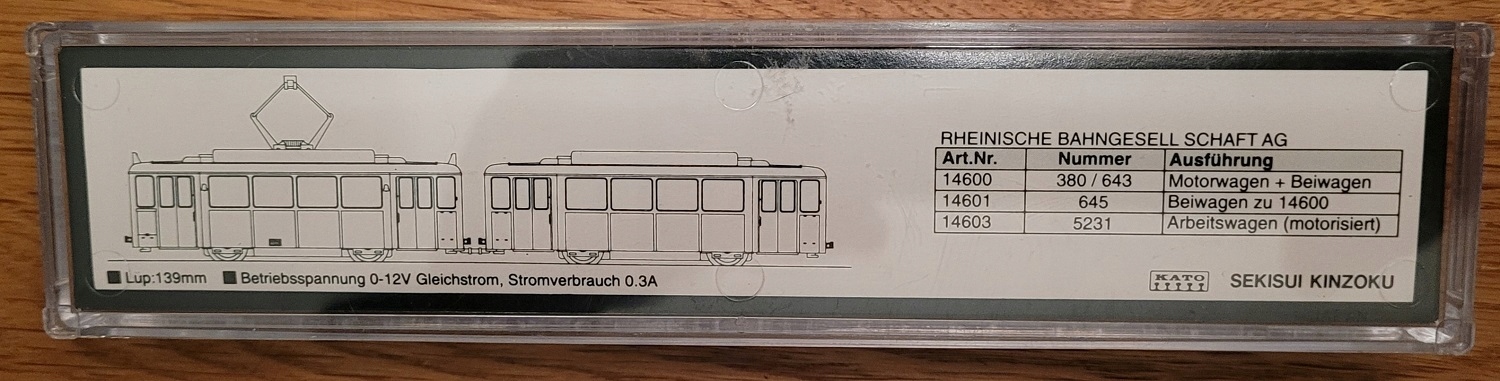 RHEINISCHE BAHNGESELL SCHAFT AG
Art.Nr. Nummer Ausführung
14600 380 / 643 Motorwagen + Beiwagen
14601 645 Beiwagen zu 14600
14603 5231 Arbeitswagen (motorisiert)
Lup:139mm Betriebsspannung 0-12V Gleichstrom, Stromverbrauch 0.3A
KATO SEKISUI KINZOKU